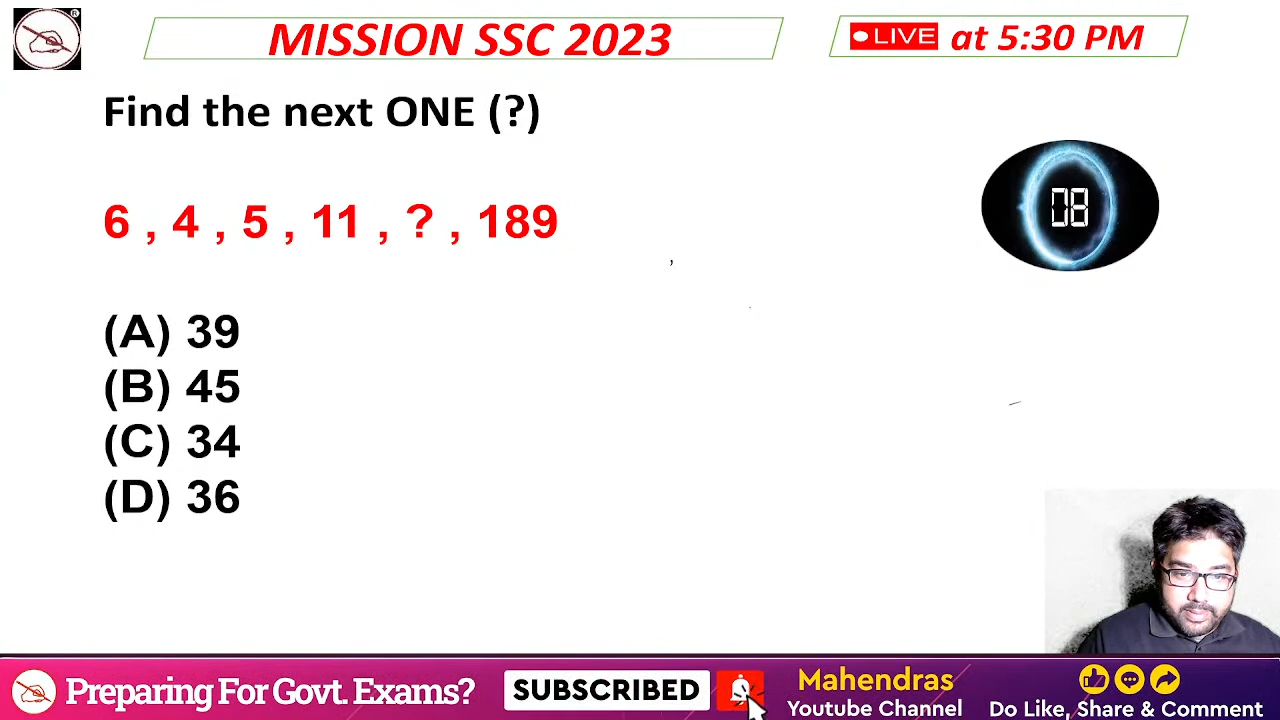 ®
MISSION SSC 2023
LIVE at 5:30 PM
Find the next ONE (?)
08
6 , 4 , 5 , 11 , ? , 189
(A) 39
(B) 45
(C) 34
(D) 36
Preparing For Govt. Exams?
SUBSCRIBED
Mahendras
Youtube Channel
Do Like, Share & Comment